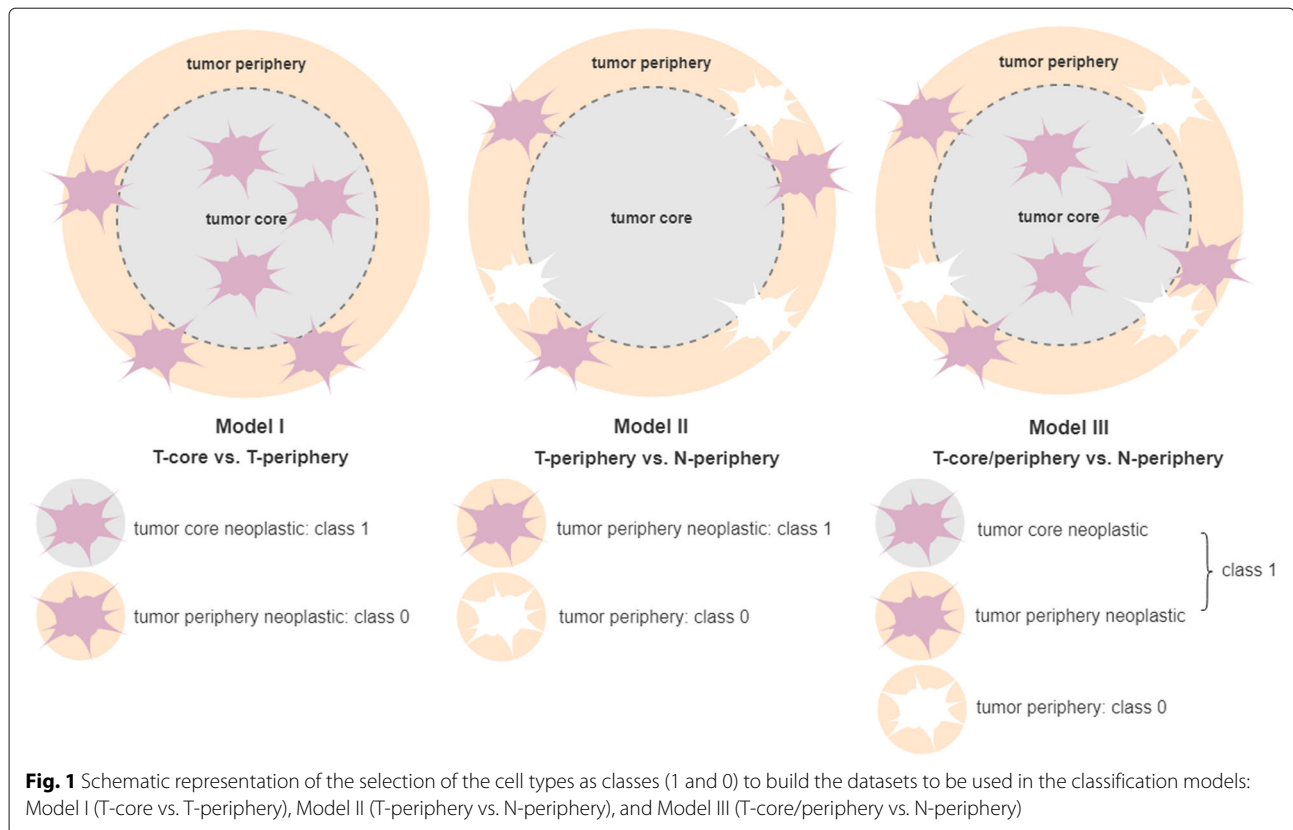 tumor periphery
tumor core
Model I
T-core vs. T-periphery
tumor core neoplastic: class 1
tumor periphery neoplastic: class 0
tumor periphery
tumor core
Model II
T-periphery vs. N-periphery
tumor periphery neoplastic: class 1
tumor periphery: class 0
tumor periphery
tumor core
Model III
T-core/periphery vs. N-periphery
tumor core neoplastic
tumor periphery neoplastic
class 1
tumor periphery: class 0
Fig. 1 Schematic representation of the selection of the cell types as classes (1 and 0) to build the datasets to be used in the classification models:
Model I (T-core vs. T-periphery), Model II (T-periphery vs. N-periphery), and Model III (T-core/periphery vs. N-periphery)